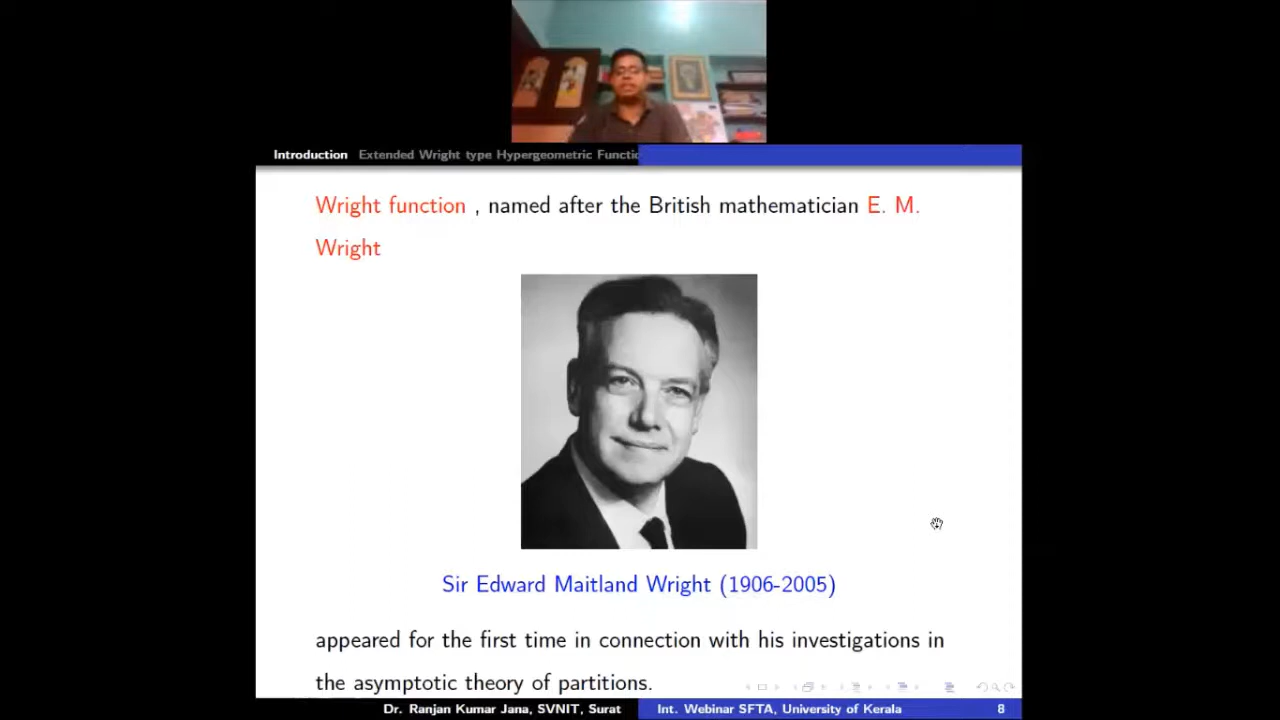 Introduction Extended Wright type Hypergeometric Functi
Wright function , named after the British mathematician E. M.
Wright
Sir Edward Maitland Wright (1906-2005)
appeared for the first time in connection with his investigations in
the asymptotic theory of partitions.
Dr. Ranjan Kumar Jana, SVNIT, Surat Int. Webinar SFTA, University of Kerala 8